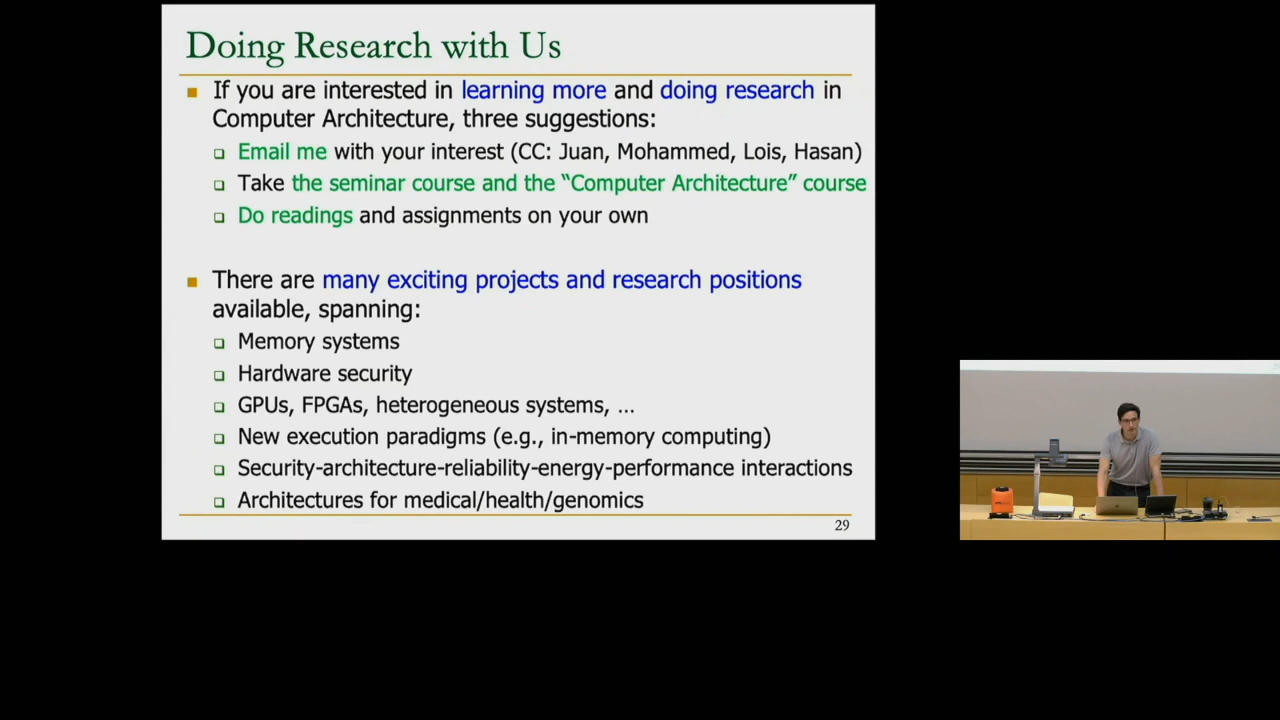 Doing Research with Us
If you are interested in learning more and doing research in
Computer Architecture, three suggestions:
Email me with your interest (CC: Juan, Mohammed, Lois, Hasan)
Take the seminar course and the “Computer Architecture” course
Do readings and assignments on your own
There are many exciting projects and research positions
available, spanning:
Memory systems
Hardware security
GPUs, FPGAs, heterogeneous systems, ...
New execution paradigms (e.g., in-memory computing)
Security-architecture-reliability-energy-performance interactions
Architectures for medical/health/genomics
29